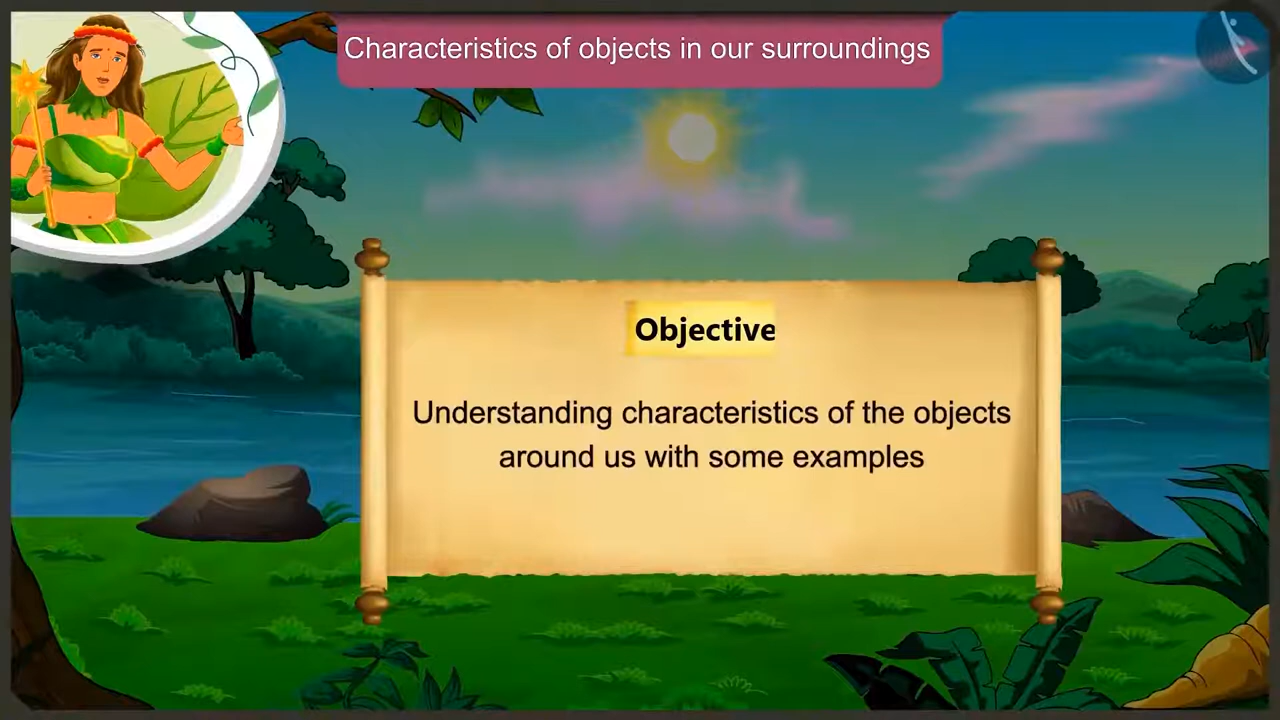 Characteristics of objects in our surroundings
Objective
Understanding characteristics of the objects
around us with some examples